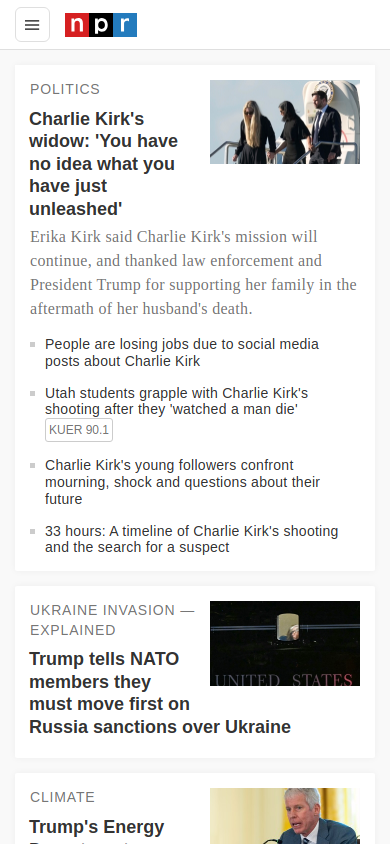 npr
POLITICS
Charlie Kirk's
widow: 'You have
no idea what you
have just
unleashed'
Erika Kirk said Charlie Kirk's mission will
continue, and thanked law enforcement and
President Trump for supporting her family in the
aftermath of her husband's death.
People are losing jobs due to social media
posts about Charlie Kirk
Utah students grapple with Charlie Kirk's
shooting after they 'watched a man die'
KUER 90.1
Charlie Kirk's young followers confront
mourning, shock and questions about their
future
33 hours: A timeline of Charlie Kirk's shooting
and the search for a suspect
UKRAINE INVASION —
EXPLAINED
Trump tells NATO
members they
must move first on
Russia sanctions over Ukraine
UNITED STATES
CLIMATE
Trump's Energy